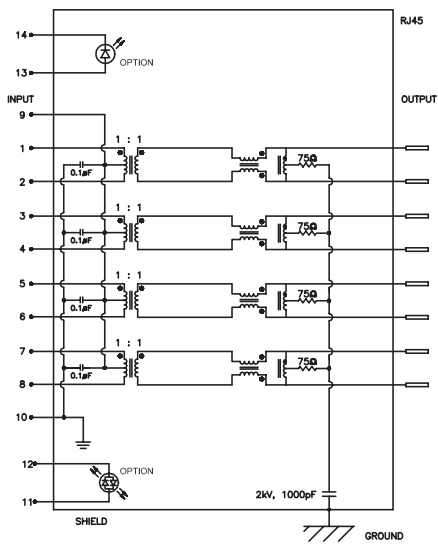 RJ45
14
OPTION
13
INPUT
OUTPUT
9
1 : 1
1
75Ω
0.1µF
2
1 : 1
3
75Ω
0.1µF
4
1 : 1
5
75Ω
0.1µF
6
1 : 1
7
75Ω
0.1µF
8
10
12
OPTION
11
2kV, 1000pF
SHIELD
GROUND